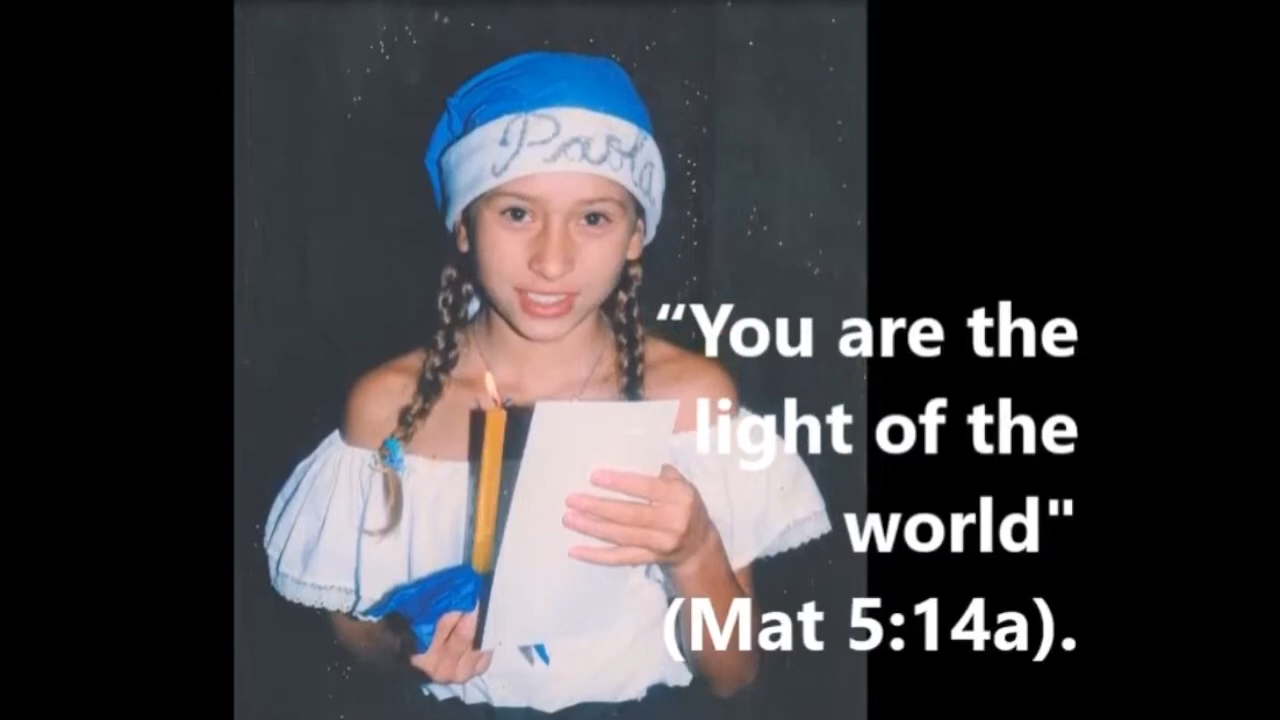 Paola
“You are the
light of the
world"
(Mat 5:14a).